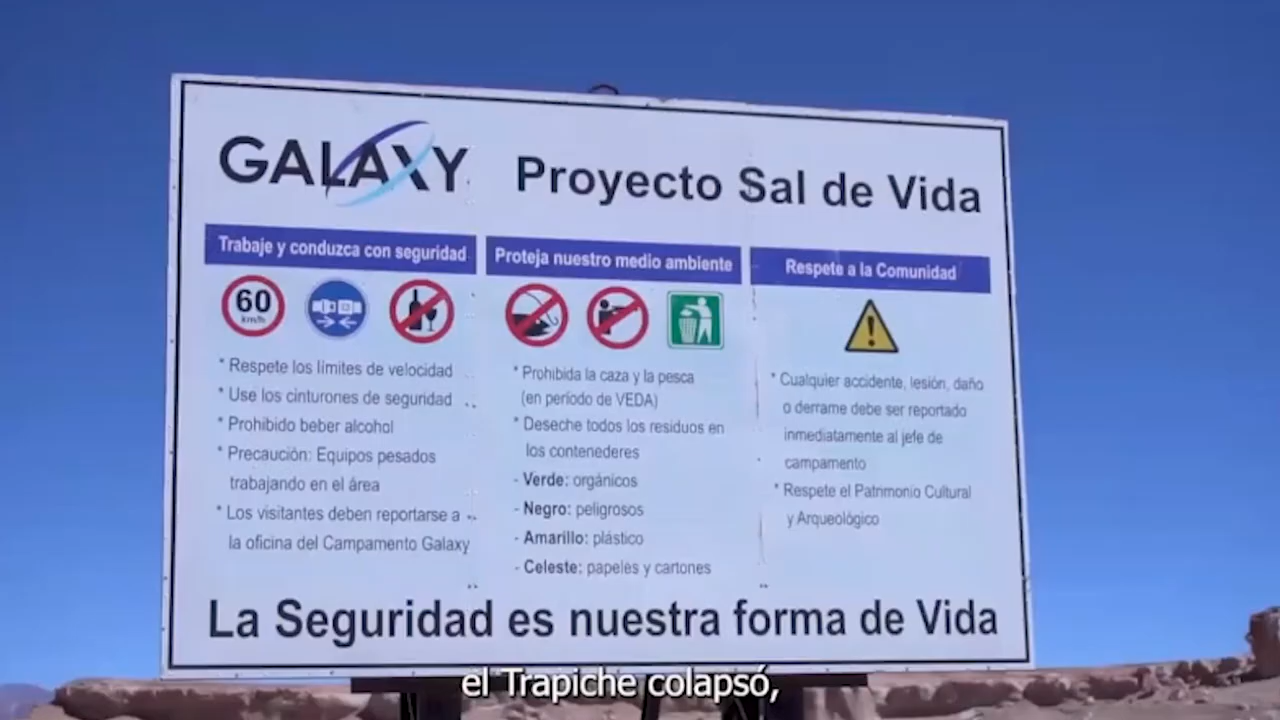 GALAXY Proyecto Sal de Vida
Trabaje y conduzca con seguridad
60
km/h
* Respete los límites de velocidad
* Use los cinturones de seguridad
* Prohibido beber alcohol
* Precaución: Equipos pesados
trabajando en el área
* Los visitantes deben reportarse a
la oficina del Campamento Galaxy
Proteja nuestro medio ambiente
* Prohibida la caza y la pesca
(en período de VEDA)
* Deseche todos los residuos en
los contenederes
- Verde: orgánicos
- Negro: peligrosos
- Amarillo: plástico
- Celeste: papeles y cartones
Respete a la Comunidad
* Cualquier accidente, lesión, daño
o derrame debe ser reportado
inmediatamente al jefe de
campamento
* Respete el Patrimonio Cultural
y Arqueológico
La Seguridad es nuestra forma de Vida
el Trapiche colapsó,